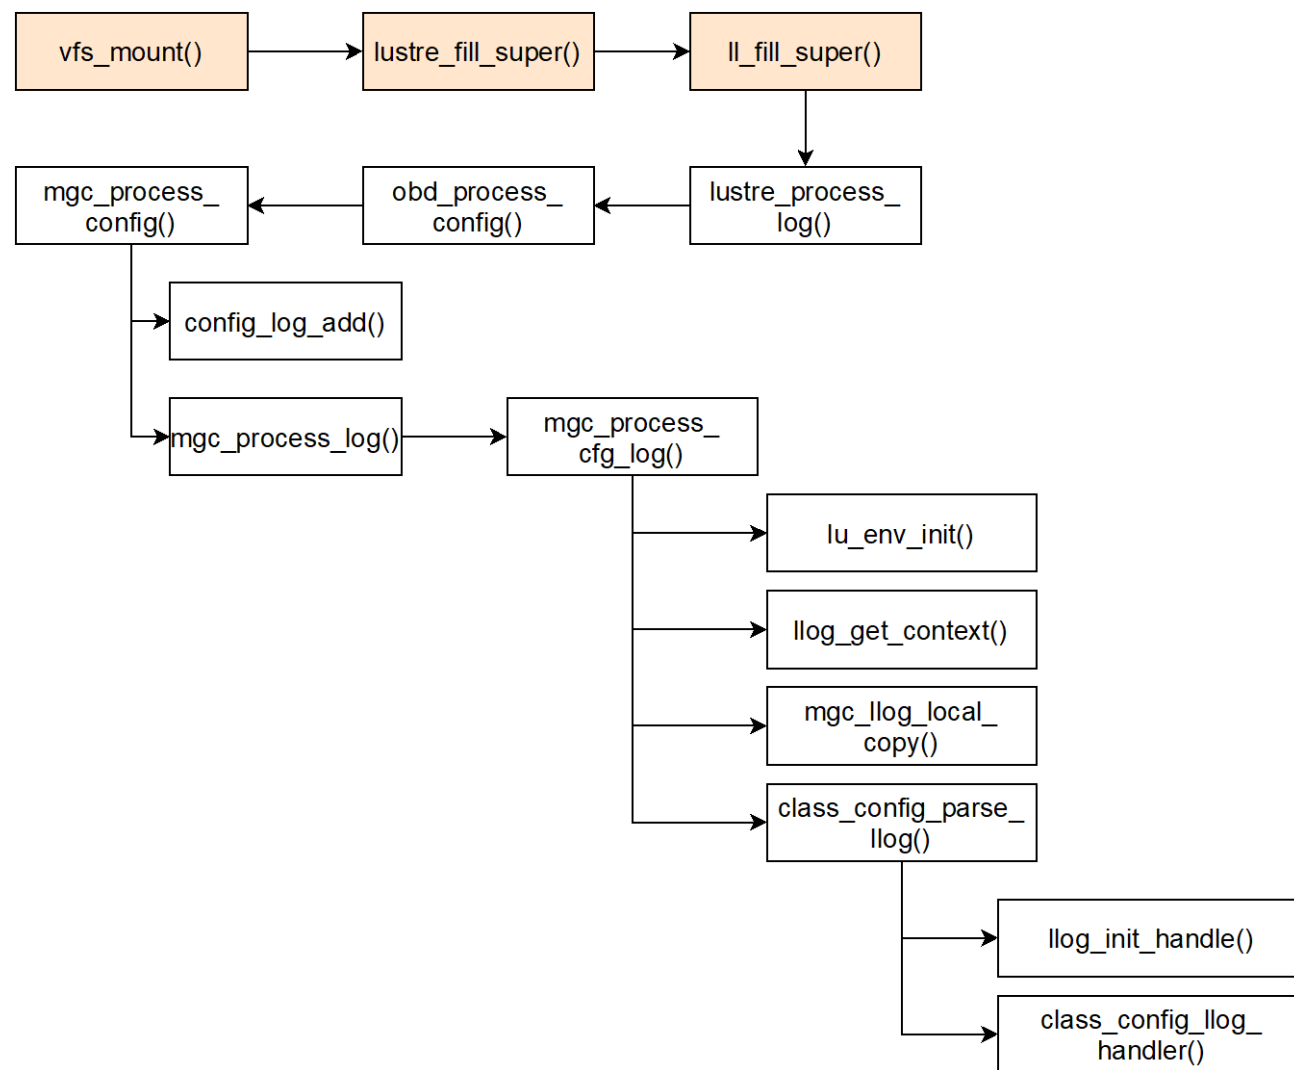 vfs_mount()
lustre_fill_super()
ll_fill_super()
mgc_process_
config()
obd_process_
config()
lustre_process_
log()
config_log_add()
mgc_process_log()
mgc_process_
cfg_log()
lu_env_init()
llog_get_context()
mgc_llog_local_
copy()
class_config_parse_
llog()
llog_init_handle()
class_config_llog_
handler()